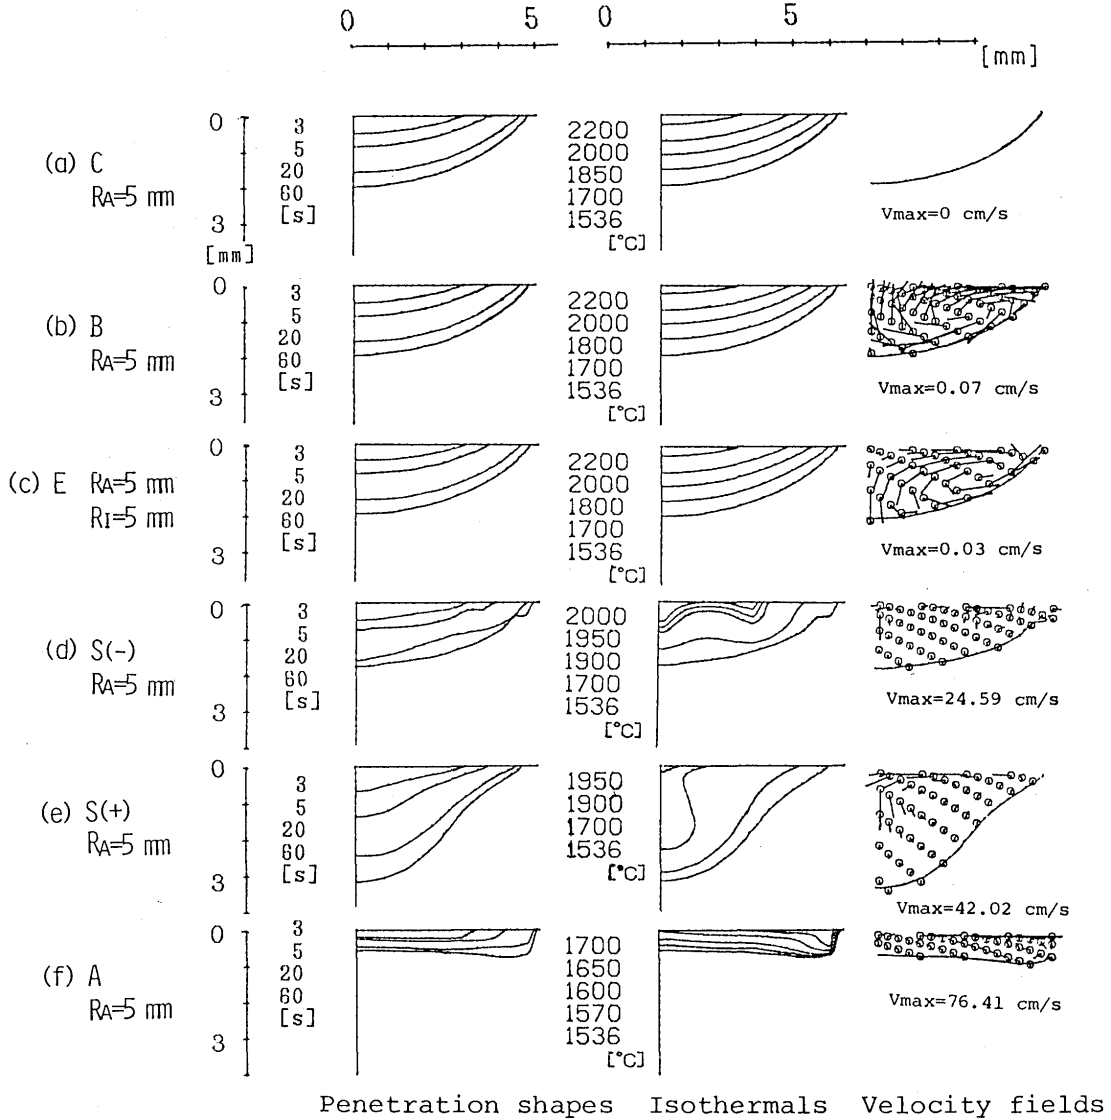 0 5 0 5
[mm]
(a) C
RA=5 mm
0
3
[mm]
3
5
20
60
[s]
2200
2000
1850
1700
1536
[°C]
Vmax=0 cm/s
(b) B
RA=5 mm
0
3
3
5
20
60
[s]
2200
2000
1800
1700
1536
[°C]
Vmax=0.07 cm/s
(c) E RA=5 mm
RI=5 mm
0
3
3
5
20
60
[s]
2200
2000
1800
1700
1536
[°C]
Vmax=0.03 cm/s
(d) S(-)
RA=5 mm
0
3
3
5
20
60
[s]
2000
1950
1900
1700
1536
[°C]
Vmax=24.59 cm/s
(e) S(+)
RA=5 mm
0
3
3
5
20
60
[s]
1950
1900
1700
1536
[°C]
Vmax=42.02 cm/s
(f) A
RA=5 mm
0
3
3
5
20
60
[s]
1700
1650
1600
1570
1536
[°C]
Vmax=76.41 cm/s
Penetration shapes Isothermals Velocity fields